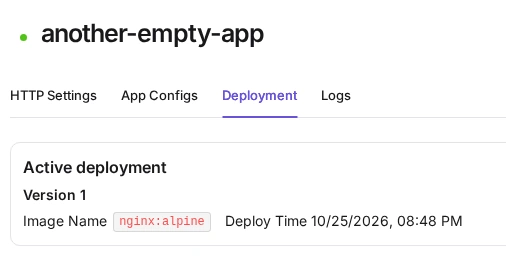 another-empty-app
HTTP Settings App Configs Deployment Logs
Active deployment
Version 1
Image Name nginx:alpine Deploy Time 10/25/2026, 08:48 PM